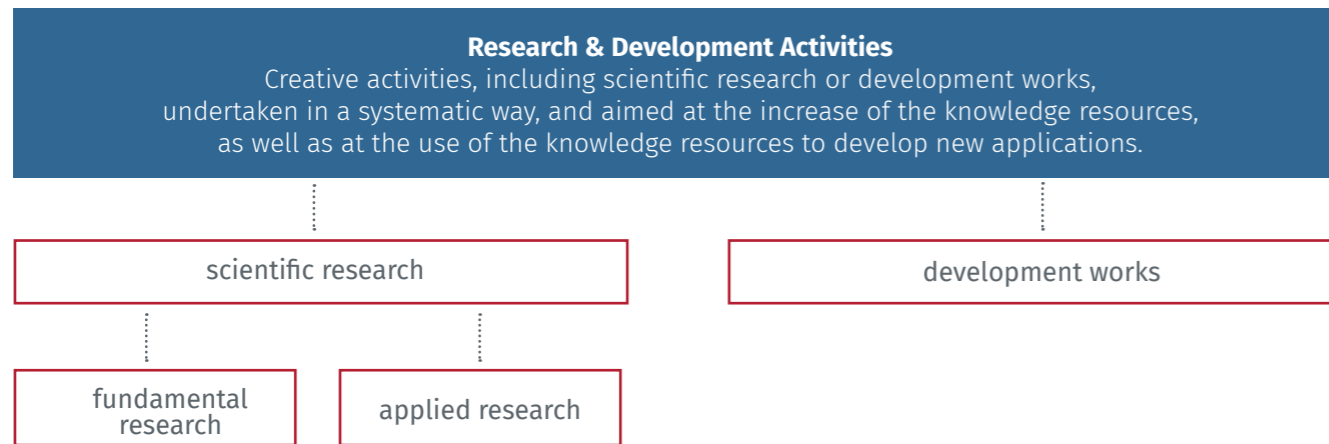 Research & Development Activities
Creative activities, including scientific research or development works,
undertaken in a systematic way, and aimed at the increase of the knowledge resources,
as well as at the use of the knowledge resources to develop new applications.
scientific research
development works
fundamental
research
applied research